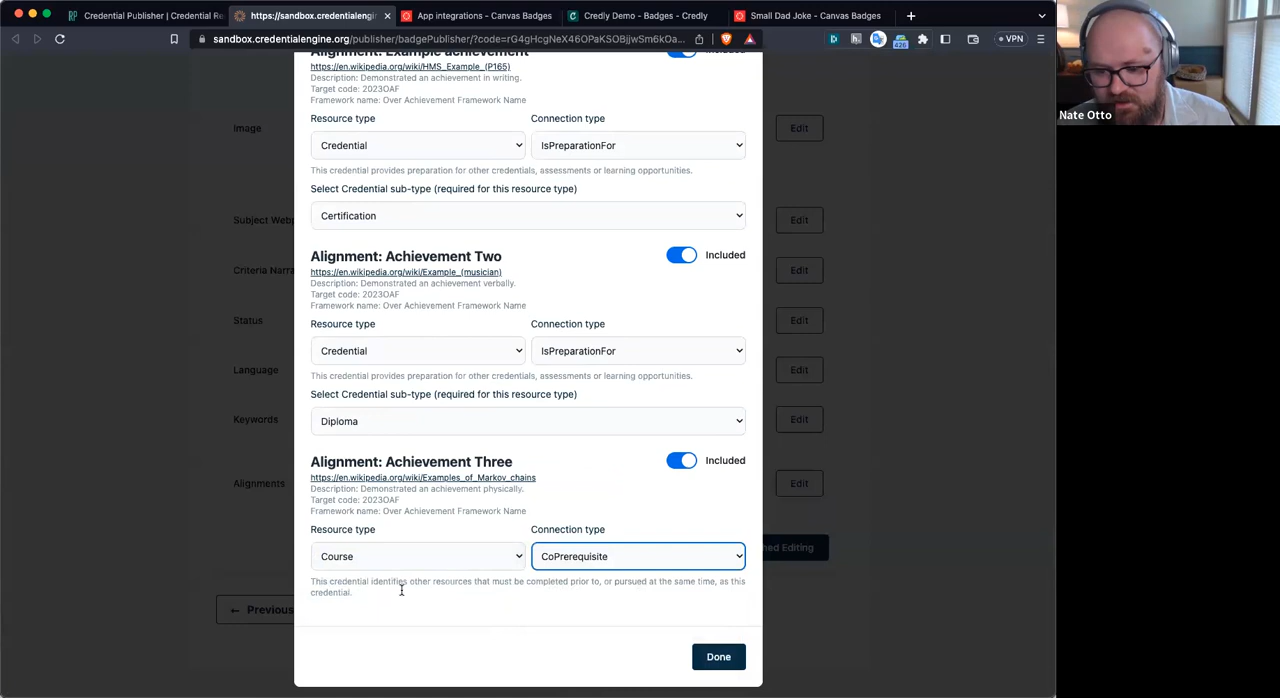 Credential Publisher | Credential Re
https://sandbox.credentialengi
App integrations - Canvas Badges
Credly Demo - Badges - Credly
Small Dad Joke - Canvas Badges
sandbox.credentialengine.org/publisher/badgePublisher/?code=rG4gHcgNeX46OPaKSOBjjwSm6kOa...
426
VPN
Alignment: Example achievement
https://en.wikipedia.org/wiki/HMS_Example_(P165)
Description: Demonstrated an achievement in writing.
Target code: 2023OAF
Framework name: Over Achievement Framework Name
Resource type
Connection type
Credential
IsPreparationFor
This credential provides preparation for other credentials, assessments or learning opportunities.
Select Credential sub-type (required for this resource type)
Certification
Alignment: Achievement Two
Included
https://en.wikipedia.org/wiki/Example_(musician)
Description: Demonstrated an achievement verbally.
Target code: 2023OAF
Framework name: Over Achievement Framework Name
Resource type
Connection type
Credential
IsPreparationFor
This credential provides preparation for other credentials, assessments or learning opportunities.
Select Credential sub-type (required for this resource type)
Diploma
Alignment: Achievement Three
Included
https://en.wikipedia.org/wiki/Examples_of_Markov_chains
Description: Demonstrated an achievement physically.
Target code: 2023OAF
Framework name: Over Achievement Framework Name
Resource type
Connection type
Course
CoPrerequisite
This credential identifies other resources that must be completed prior to, or pursued at the same time, as this
credential.
Done
Image
Edit
Subject Webp
Edit
Criteria Narra
Edit
Status
Edit
Language
Edit
Keywords
Edit
Alignments
Edit
hed Editing
← Previous
Nate Otto